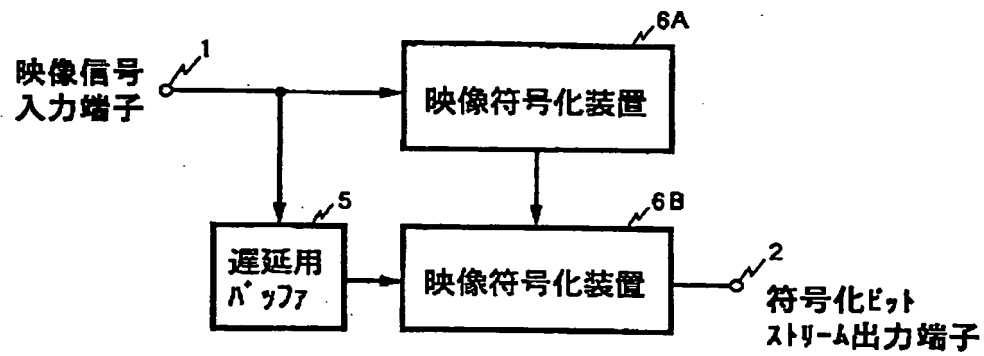 6A
1
映像信号
入力端子
映像符号化装置
5
6B
遅延用
ﾊﾞｯﾌｧ
映像符号化装置
2
符号化ﾋﾞｯﾄ
ｽﾄﾘｰﾑ出力端子